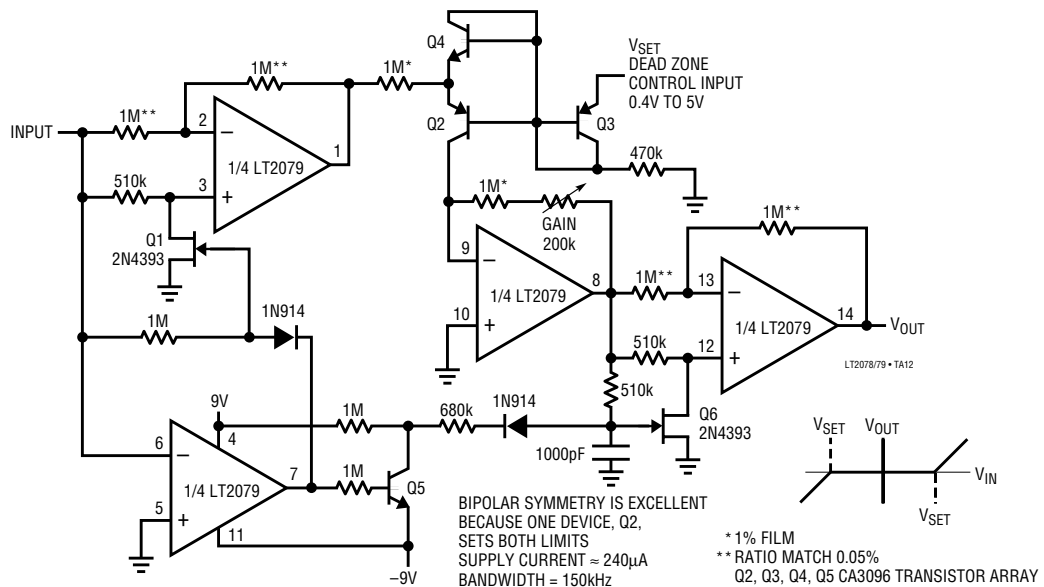 Q4
VSET
DEAD ZONE
CONTROL INPUT
0.4V TO 5V
1M**
1M*
INPUT
1M**
2
−
1
1/4 LT2079
3
+
Q2
Q3
470k
510k
Q1
2N4393
1M*
GAIN
200k
1M**
9
−
8
1/4 LT2079
10
+
1M**
13
−
14
1/4 LT2079
12
+
VOUT
LT2078/79 • TA12
1M
1N914
510k
510k
9V
1M
680k
1N914
Q6
2N4393
4
6
−
7
1/4 LT2079
5
+
11
1M
Q5
1000pF
−9V
VSET
VOUT
VIN
VSET
BIPOLAR SYMMETRY IS EXCELLENT
BECAUSE ONE DEVICE, Q2,
SETS BOTH LIMITS
SUPPLY CURRENT ≈ 240µA
BANDWIDTH = 150kHz
* 1% FILM
** RATIO MATCH 0.05%
Q2, Q3, Q4, Q5 CA3096 TRANSISTOR ARRAY